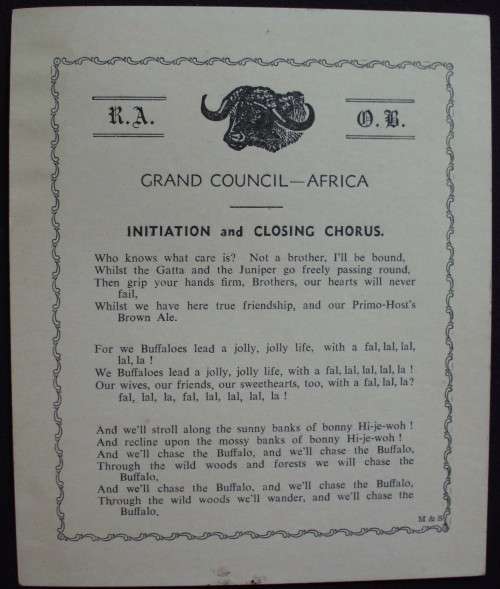 R.A.
O.B.
GRAND COUNCIL—AFRICA
INITIATION and CLOSING CHORUS.
Who knows what care is? Not a brother, I'll be bound,
Whilst the Gatta and the Juniper go freely passing round,
Then grip your hands firm, Brothers, our hearts will never
fail,
Whilst we have here true friendship, and our Primo-Host's
Brown Ale.
For we Buffaloes lead a jolly, jolly life, with a fal, lal, lal,
lal, la !
We Buffaloes lead a jolly, jolly life, with a fal, lal, lal, lal, la !
Our wives, our friends, our sweethearts, too, with a fal, lal, la?
fal, lal, la, fal, lal, lal, lal, la !
And we'll stroll along the sunny banks of bonny Hi-je-woh !
And recline upon the mossy banks of bonny Hi-je-woh !
And we'll chase the Buffalo, and we'll chase the Buffalo,
Through the wild woods and forests we will chase the
Buffalo,
And we'll chase the Buffalo, and we'll chase the Buffalo,
Through the wild woods we'll wander, and we'll chase the
Buffalo.
M & S